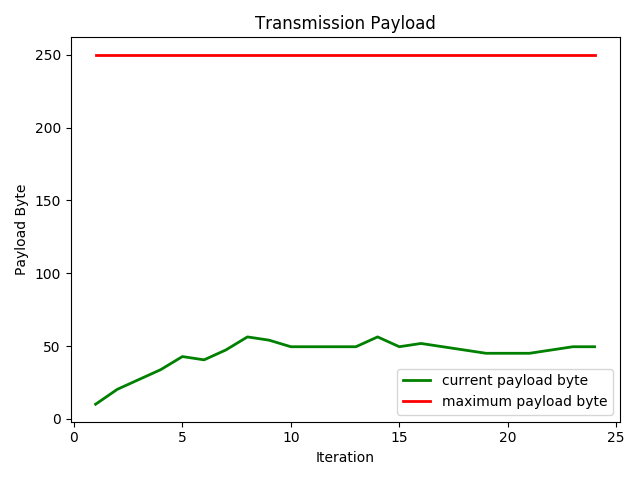 Transmission Payload
250
200
150
100
50
0
Payload Byte
current payload byte
maximum payload byte
0 5 10 15 20 25
Iteration